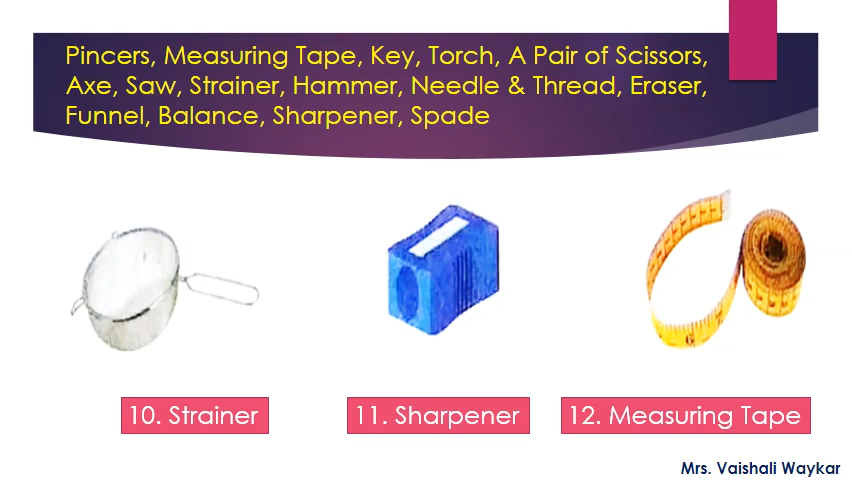 Pincers, Measuring Tape, Key, Torch, A Pair of Scissors,
Axe, Saw, Strainer, Hammer, Needle & Thread, Eraser,
Funnel, Balance, Sharpener, Spade
10. Strainer
11. Sharpener
12. Measuring Tape
Mrs. Vaishali Waykar